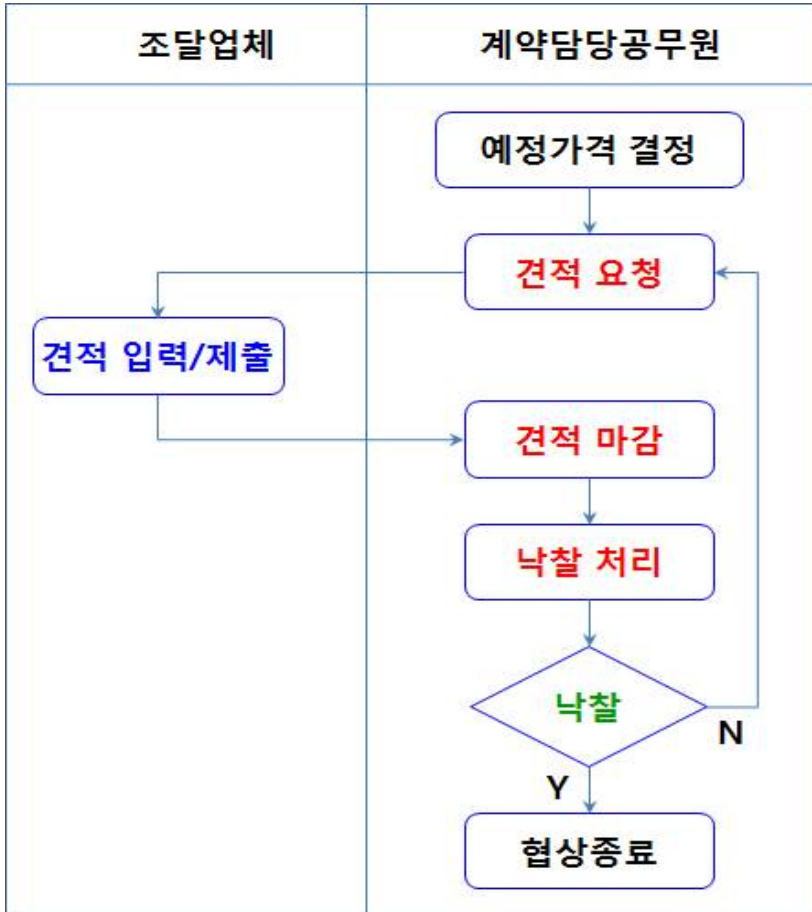 조달업체
계약담당공무원
예정가격 결정
견적 요청
견적 입력/제출
견적 마감
낙찰 처리
낙찰
N
Y
협상종료